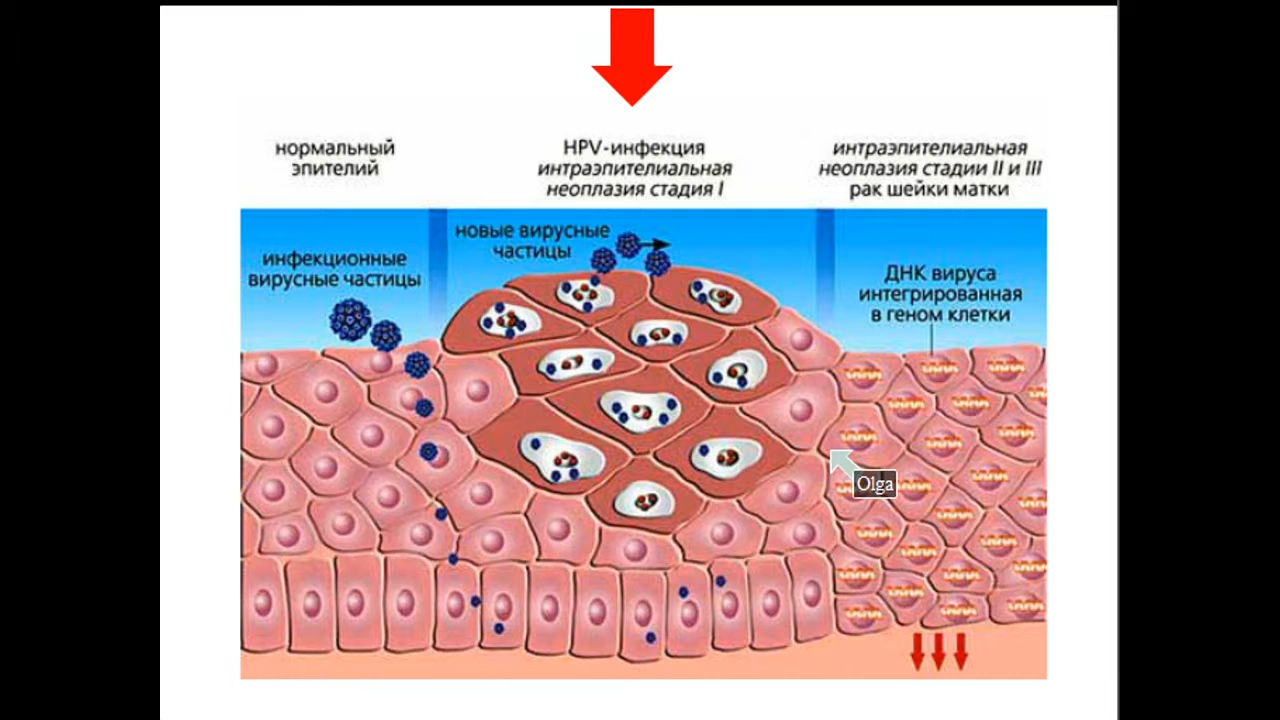 нормальный
эпителий
HPV-инфекция
интраэпителиальная
неоплазия стадия I
интраэпителиальная
неоплазия стадии II и III
рак шейки матки
инфекционные
вирусные частицы
новые вирусные
частицы
ДНК вируса
интегрированная
в геном клетки
Olga